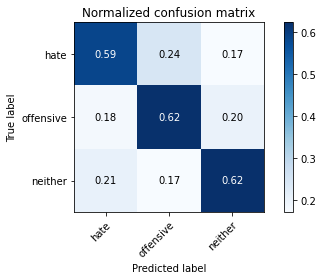 Normalized confusion matrix
True label
hate
offensive
neither
0.59 0.24 0.17
0.18 0.62 0.20
0.21 0.17 0.62
hate
offensive
neither
Predicted label
0.6
0.5
0.4
0.3
0.2